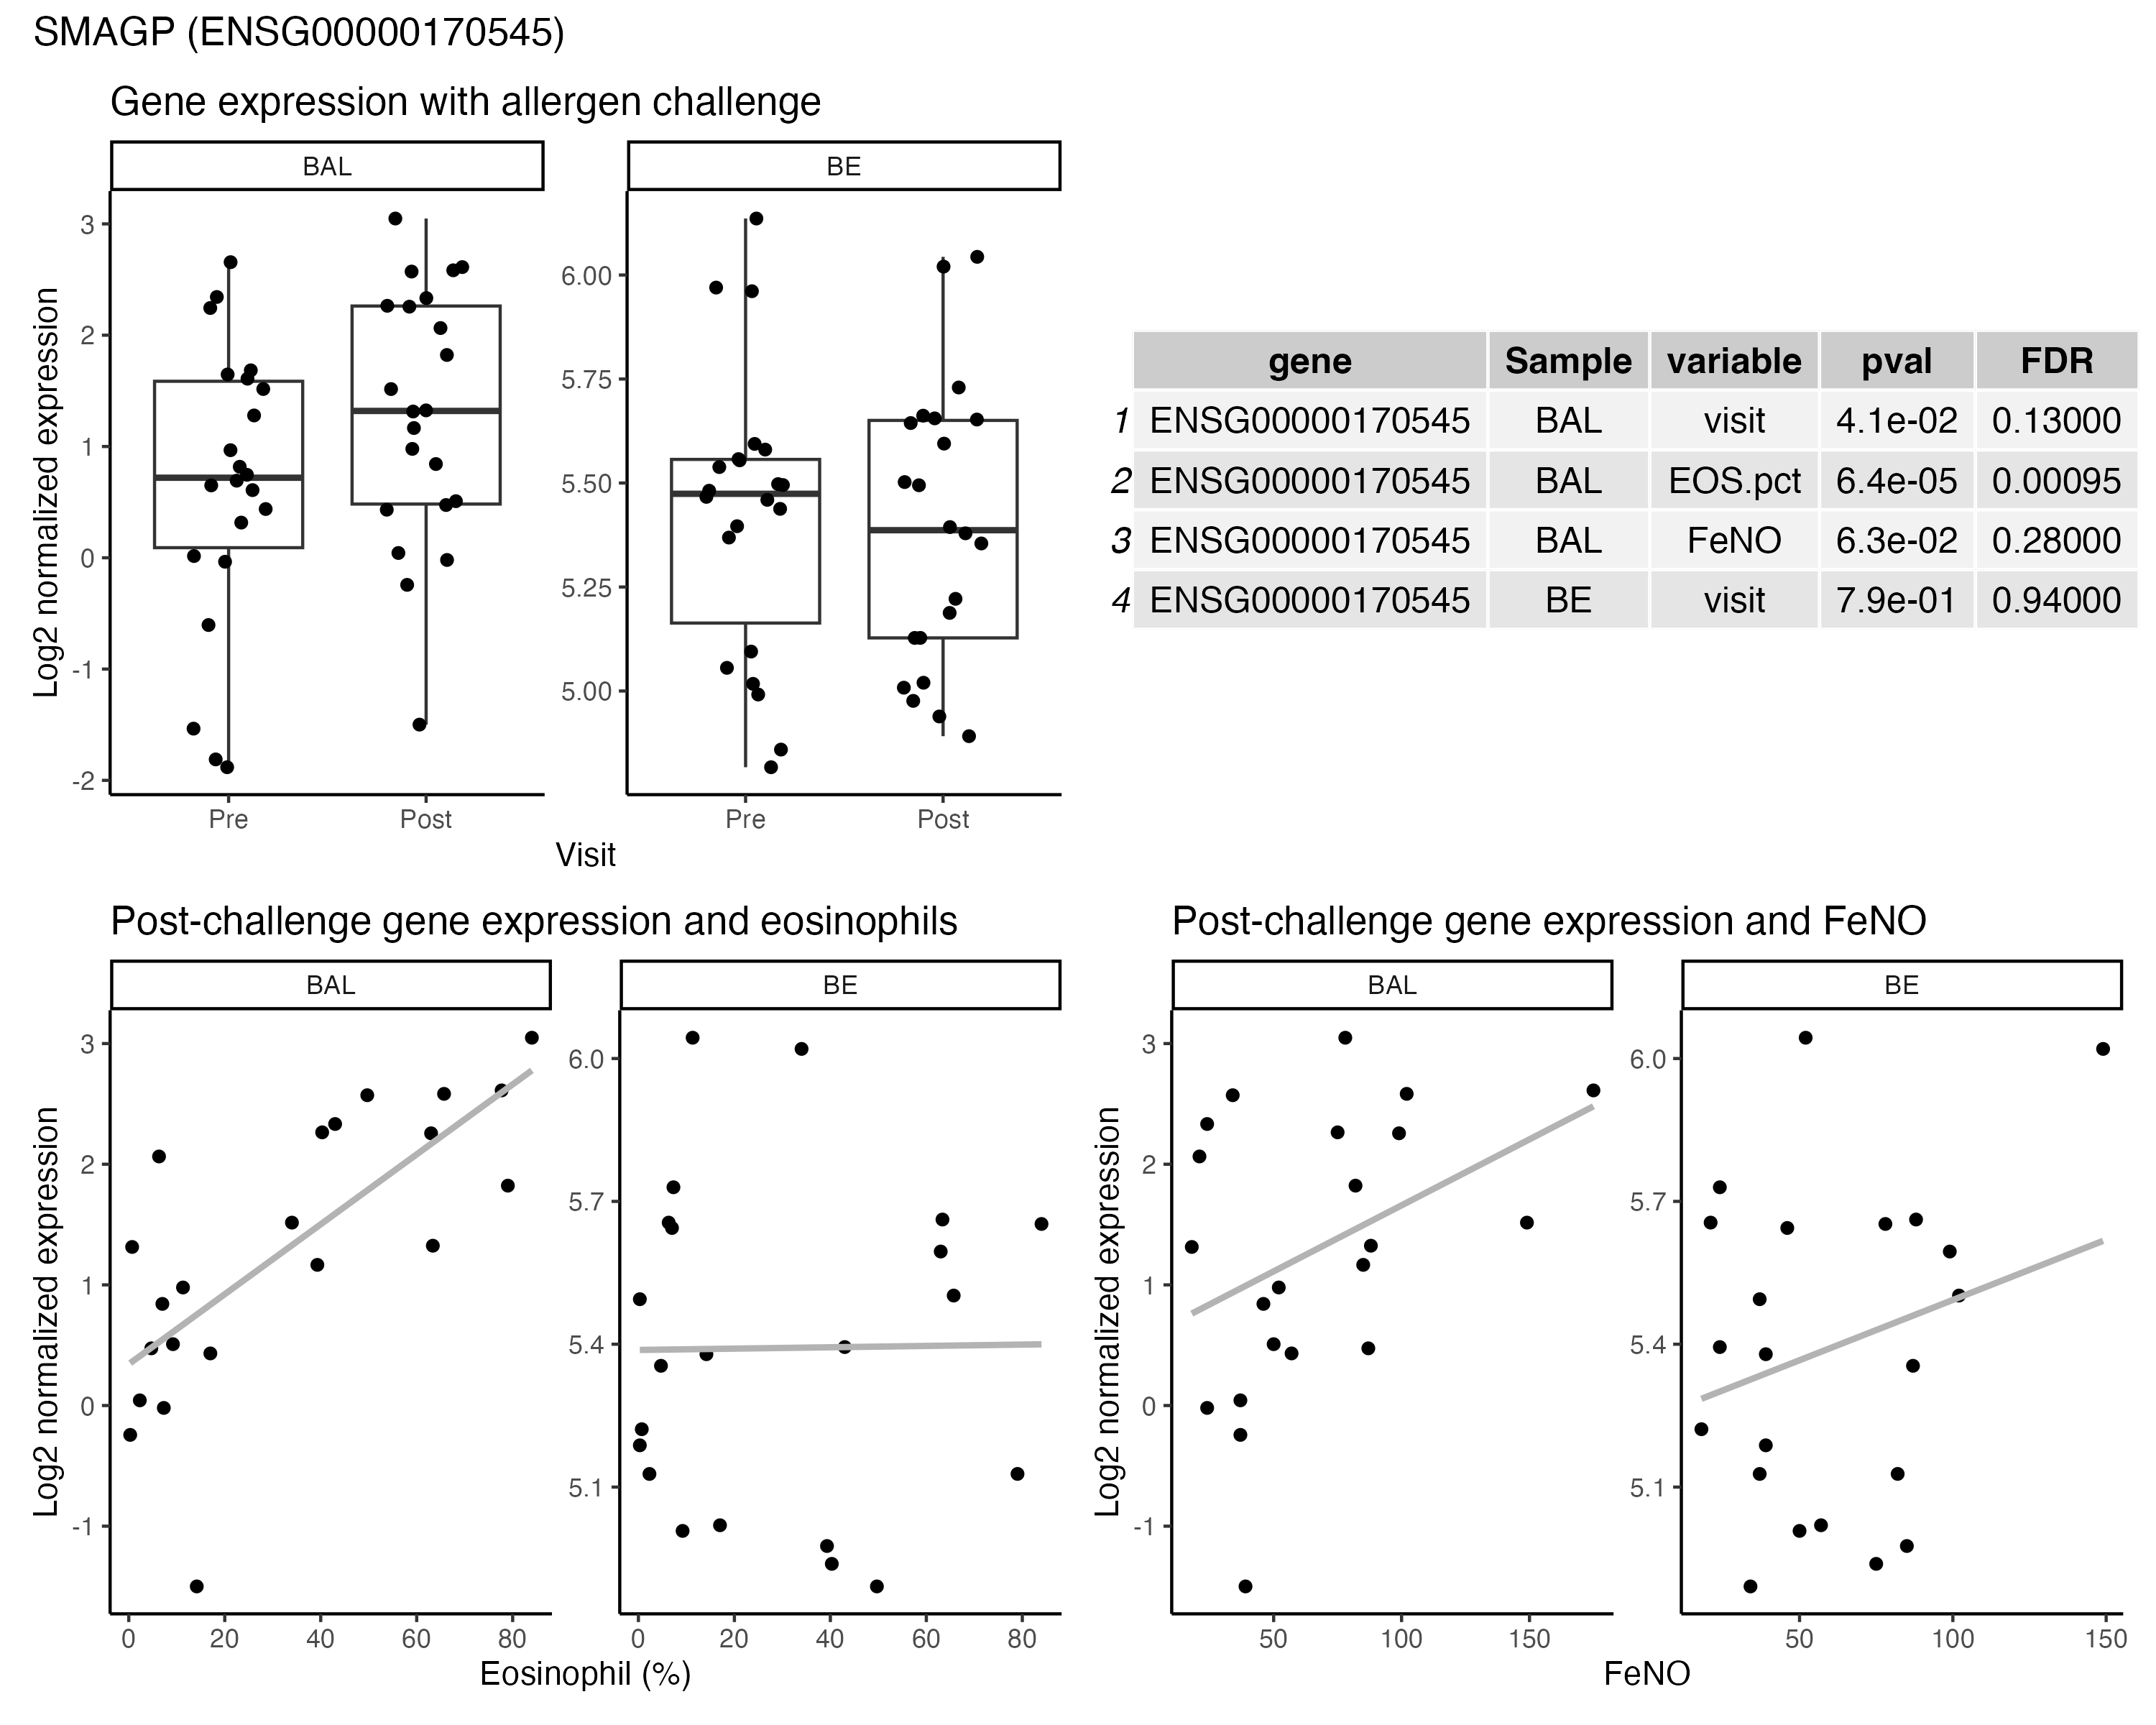 SMAGP (ENSG00000170545)
Gene expression with allergen challenge
BAL
BE
Log2 normalized expression
3
2
1
0
-1
-2
6.00
5.75
5.50
5.25
5.00
Pre
Post
Pre
Post
Visit
gene Sample variable pval FDR
1 ENSG00000170545 BAL visit 4.1e-02 0.13000
2 ENSG00000170545 BAL EOS.pct 6.4e-05 0.00095
3 ENSG00000170545 BAL FeNO 6.3e-02 0.28000
4 ENSG00000170545 BE visit 7.9e-01 0.94000
Post-challenge gene expression and eosinophils
BAL
BE
Log2 normalized expression
3
2
1
0
-1
6.0
5.7
5.4
5.1
0 20 40 60 80
0 20 40 60 80
Eosinophil (%)
Post-challenge gene expression and FeNO
BAL
BE
Log2 normalized expression
3
2
1
0
-1
6.0
5.7
5.4
5.1
50 100 150
50 100 150
FeNO